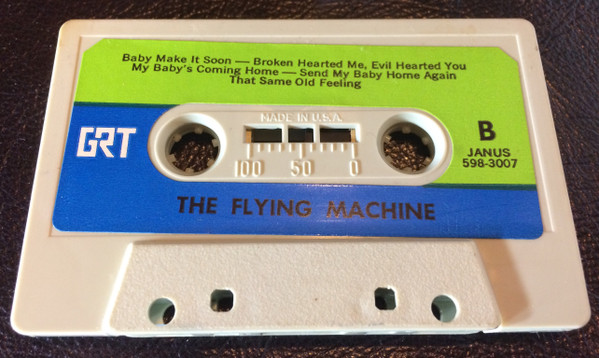 Baby Make It Soon — Broken Hearted Me, Evil Hearted You
My Baby's Coming Home — Send My Baby Home Again
That Same Old Feeling
MADE IN U.S.A.
GRT
100 50 0
B
JANUS
598-3007
THE FLYING MACHINE